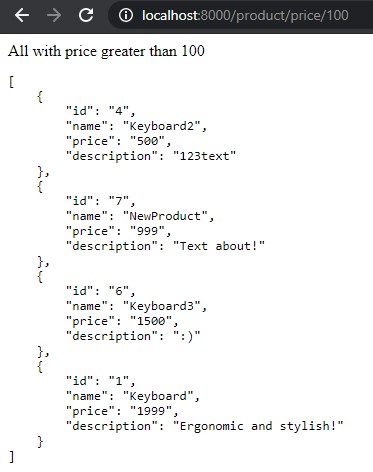 localhost:8000/product/price/100
All with price greater than 100
[
    {
        "id": "4",
        "name": "Keyboard2",
        "price": "500",
        "description": "123text"
    },
    {
        "id": "7",
        "name": "NewProduct",
        "price": "999",
        "description": "Text about!"
    },
    {
        "id": "6",
        "name": "Keyboard3",
        "price": "1500",
        "description": ":)"
    },
    {
        "id": "1",
        "name": "Keyboard",
        "price": "1999",
        "description": "Ergonomic and stylish!"
    }
]